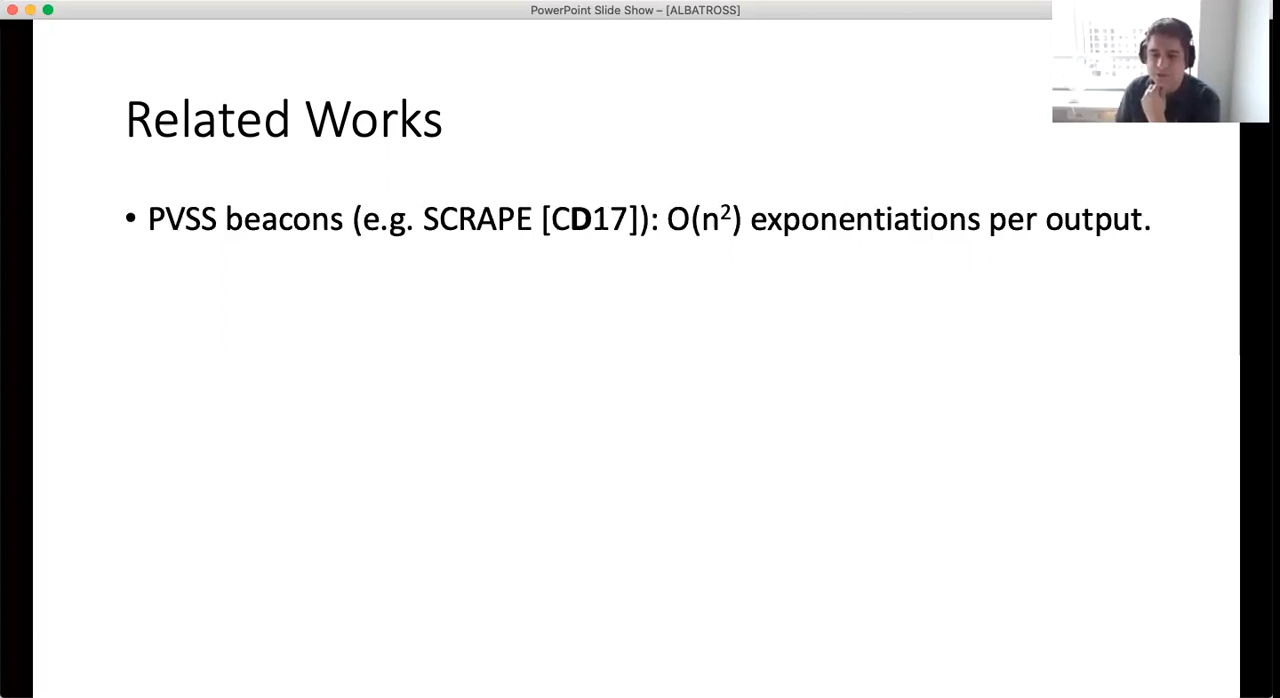 PowerPoint Slide Show – [ALBATROSS]
Related Works
• PVSS beacons (e.g. SCRAPE [CD17]): O(n²) exponentiations per output.